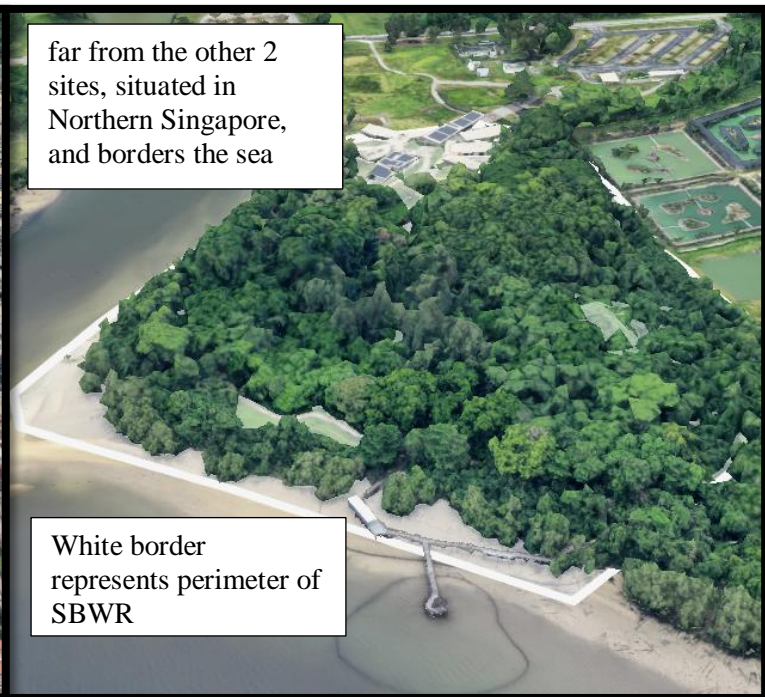 far from the other 2
sites, situated in
Northern Singapore,
and borders the sea
White border
represents perimeter of
SBWR